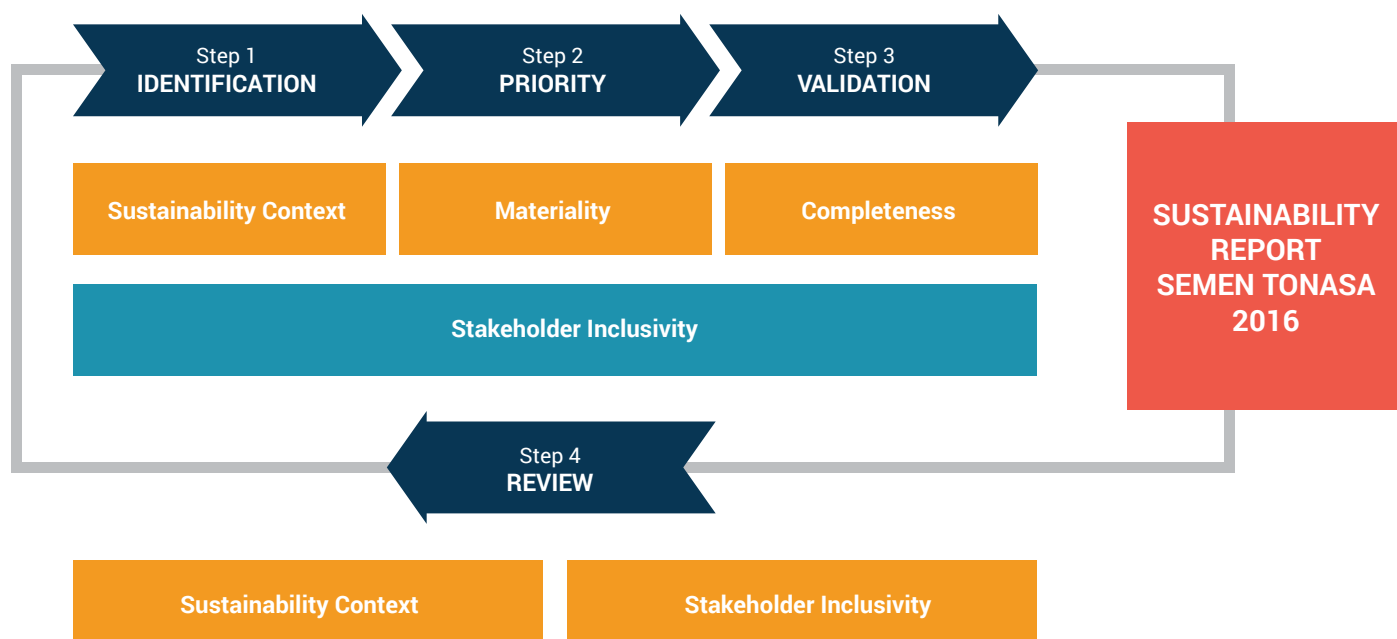 Step 1
IDENTIFICATION
Step 2
PRIORITY
Step 3
VALIDATION
Sustainability Context
Materiality
Completeness
SUSTAINABILITY
REPORT
SEMEN TONASA
2016
Stakeholder Inclusivity
Step 4
REVIEW
Sustainability Context
Stakeholder Inclusivity